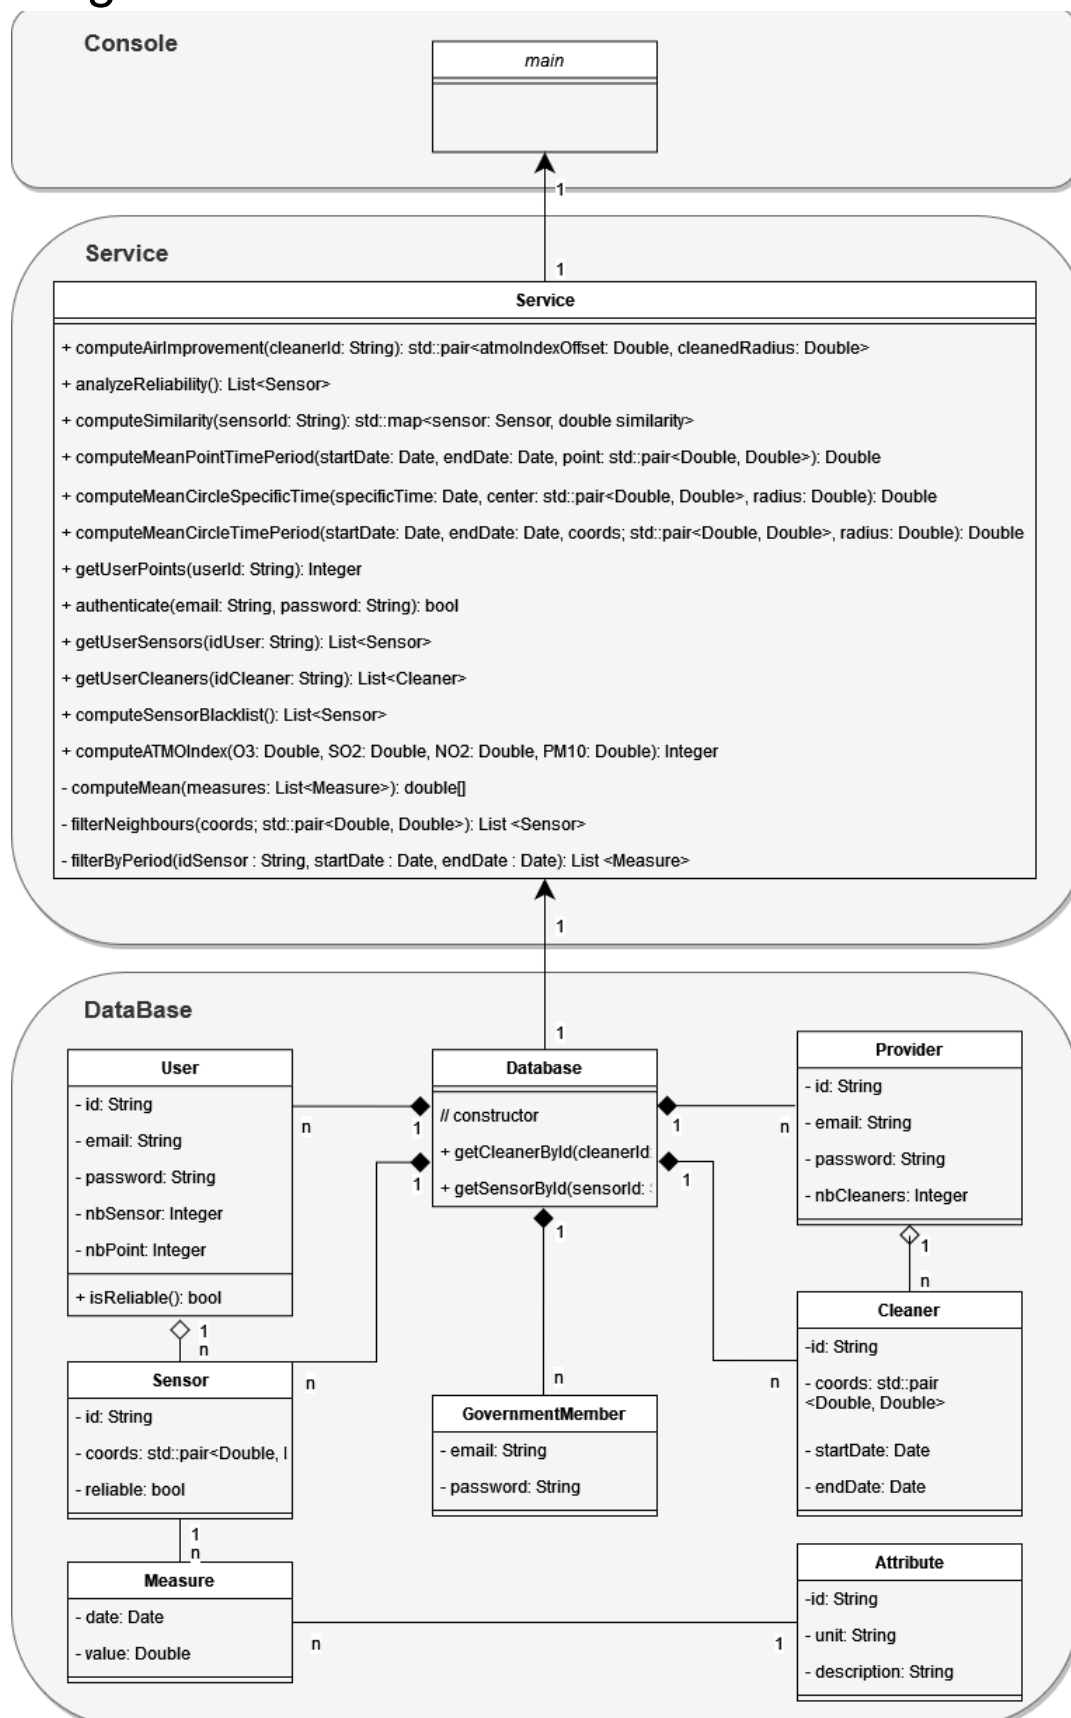 Console
main
1
Service
1
Service
+ computeAirImprovement(cleanerId: String): std::pair<atmoIndexOffset: Double, cleanedRadius: Double>
+ analyzeReliability(): List<Sensor>
+ computeSimilarity(sensorId: String): std::map<sensor: Sensor, double similarity>
+ computeMeanPointTimePeriod(startDate: Date, endDate: Date, point: std::pair<Double, Double>): Double
+ computeMeanCircleSpecificTime(specificTime: Date, center: std::pair<Double, Double>, radius: Double): Double
+ computeMeanCircleTimePeriod(startDate: Date, endDate: Date, coords; std::pair<Double, Double>, radius: Double): Double
+ getUserPoints(userId: String): Integer
+ authenticate(email: String, password: String): bool
+ getUserSensors(idUser: String): List<Sensor>
+ getUserCleaners(idCleaner: String): List<Cleaner>
+ computeSensorBlacklist(): List<Sensor>
+ computeATMOIndex(O3: Double, SO2: Double, NO2: Double, PM10: Double): Integer
- computeMean(measures: List<Measure>): double[]
- filterNeighbours(coords; std::pair<Double, Double>): List <Sensor>
- filterByPeriod(idSensor : String, startDate : Date, endDate : Date): List <Measure>
1
DataBase
1
User
- id: String
- email: String
- password: String
- nbSensor: Integer
- nbPoint: Integer
+ isReliable(): bool
n
1
1
Database
// constructor
+ getCleanerById(cleanerId:
+ getSensorById(sensorId:
1
1
1
n
Provider
- id: String
- email: String
- password: String
- nbCleaners: Integer
1
n
1
n
Sensor
- id: String
- coords: std::pair<Double,
- reliable: bool
n
n
GovernmentMember
- email: String
- password: String
n
Cleaner
-id: String
- coords: std::pair
<Double, Double>
- startDate: Date
- endDate: Date
1
n
Measure
- date: Date
- value: Double
n
1
Attribute
-id: String
- unit: String
- description: String